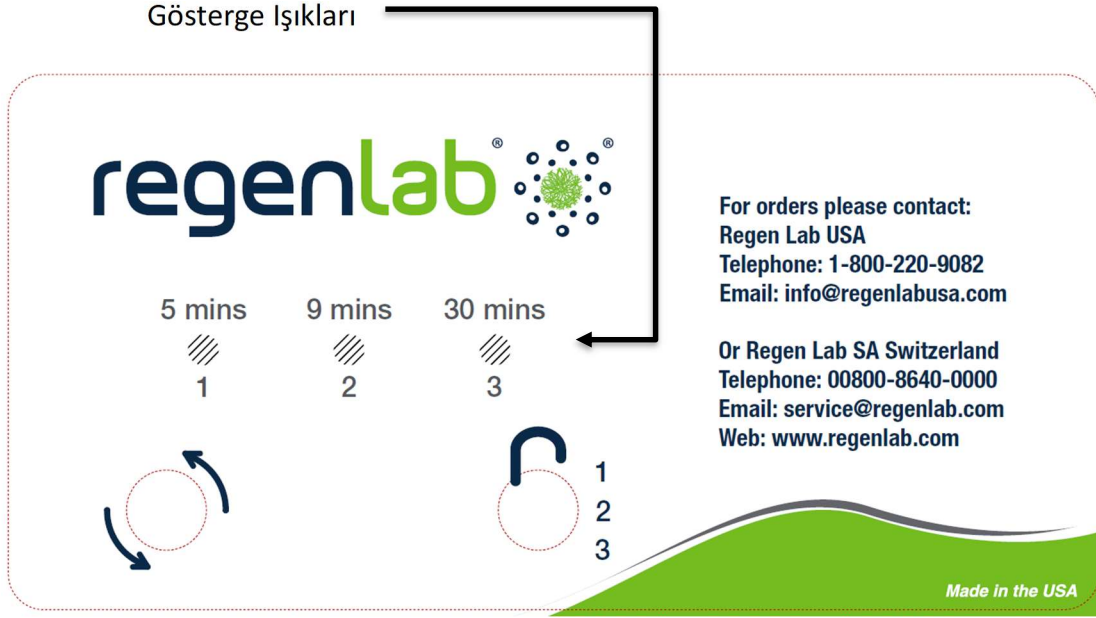 Gösterge Işıkları
regenlab® ®
5 mins 9 mins 30 mins
1 2 3
1
2
3
For orders please contact:
Regen Lab USA
Telephone: 1-800-220-9082
Email: info@regenlabusa.com
Or Regen Lab SA Switzerland
Telephone: 00800-8640-0000
Email: service@regenlab.com
Web: www.regenlab.com
Made in the USA